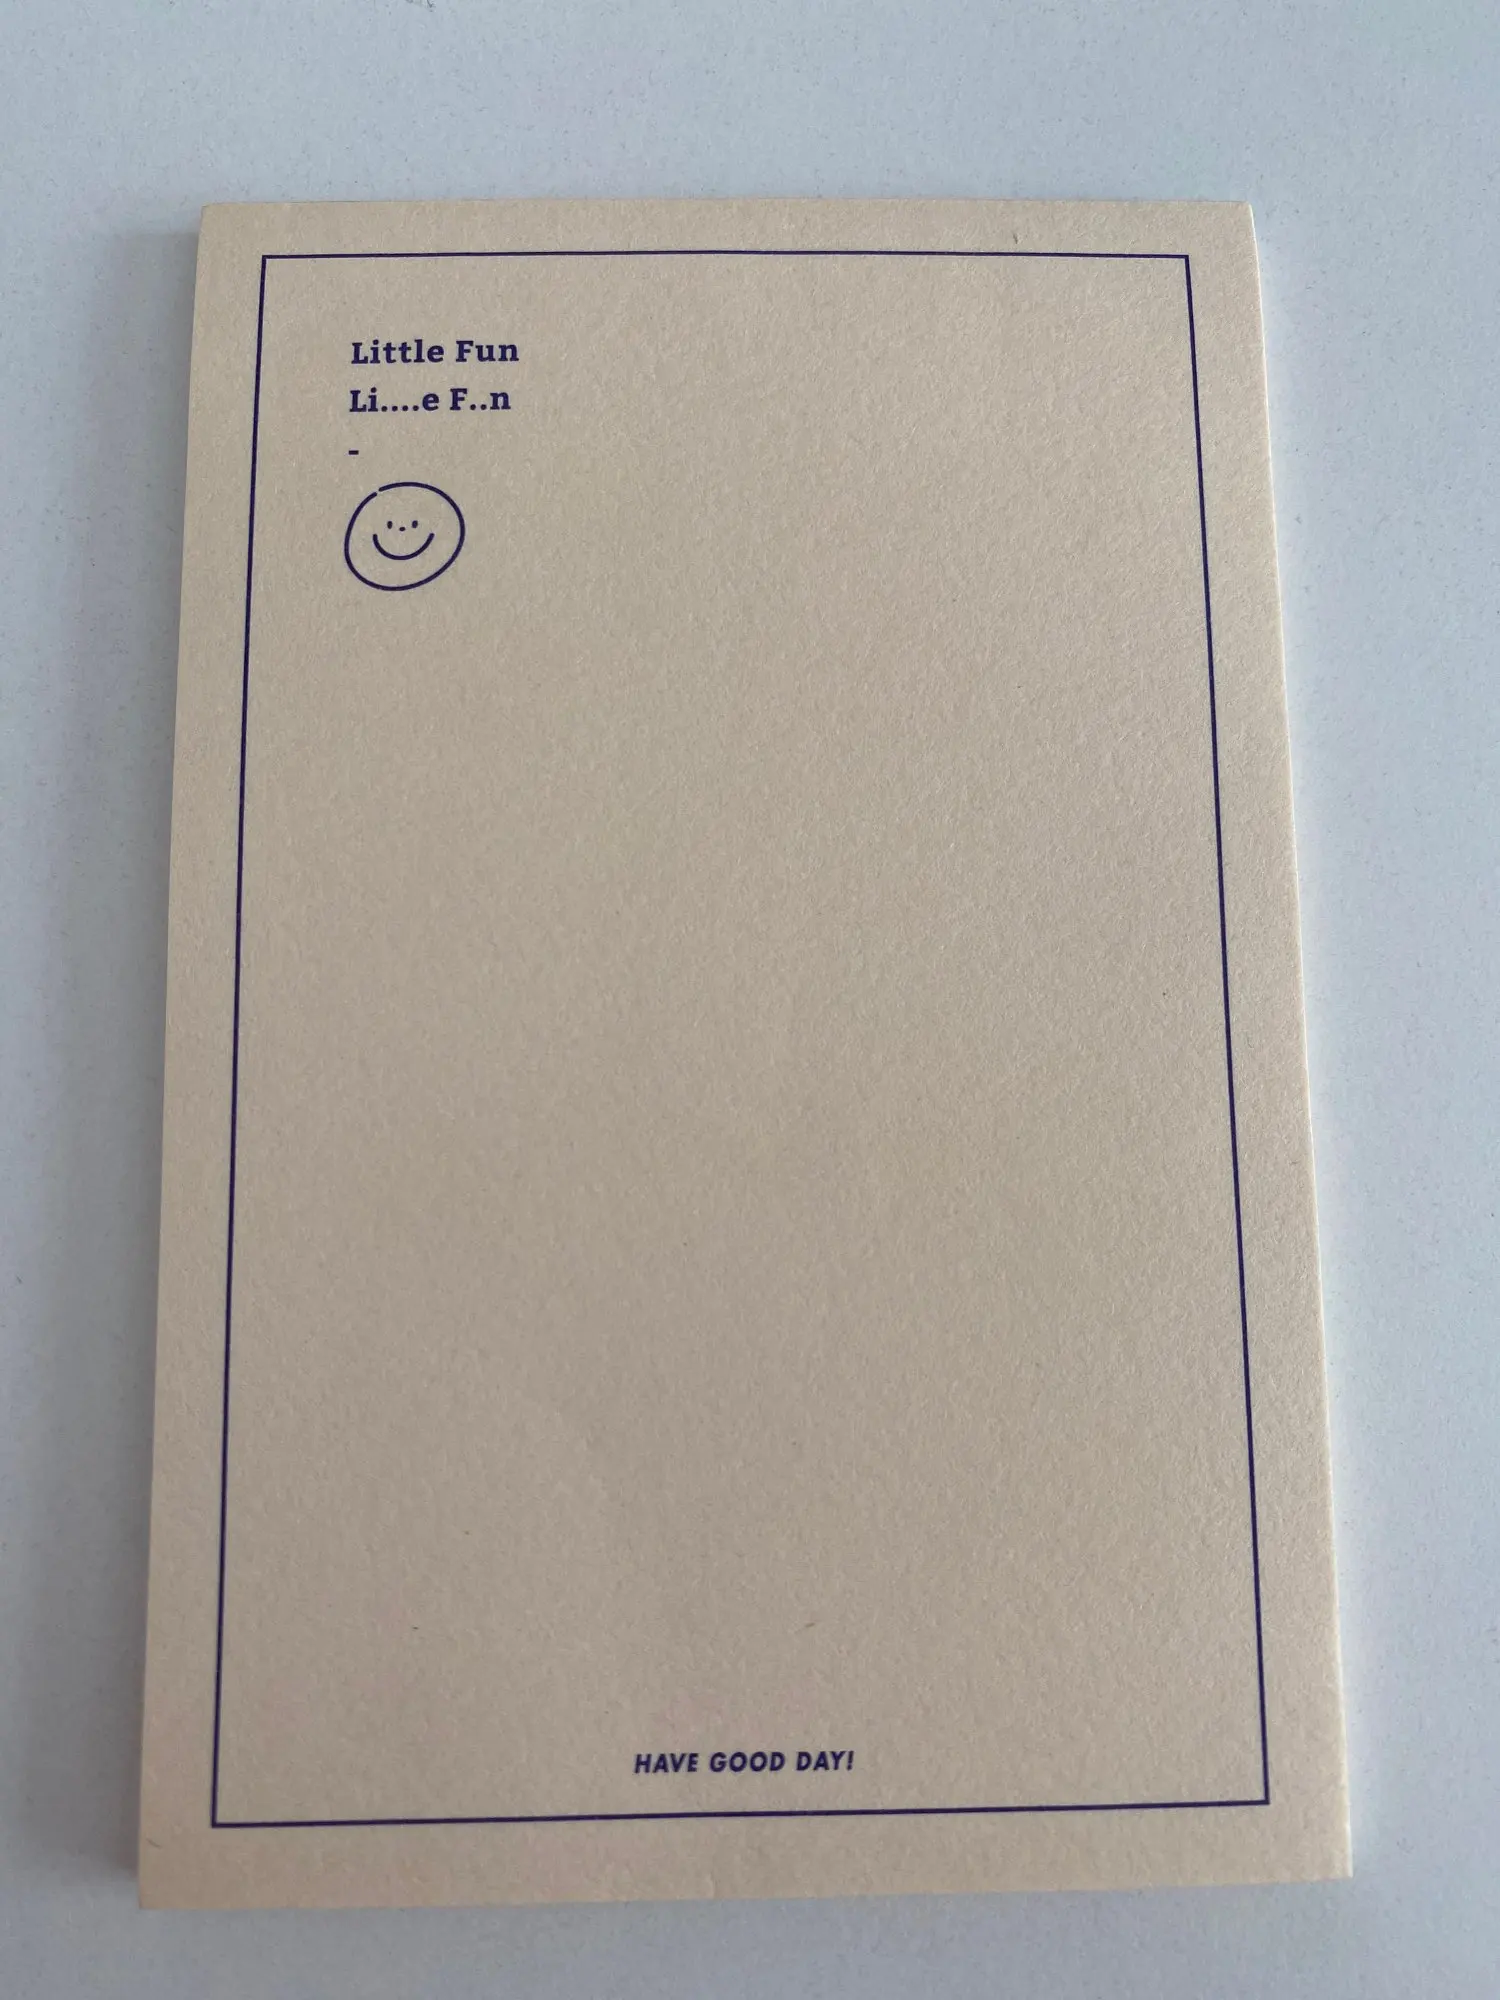 Little Fun
Li....e F..n
-
HAVE GOOD DAY!